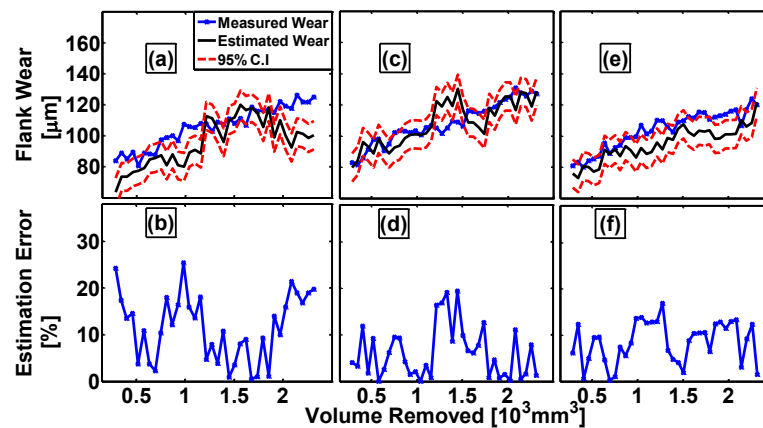 Measured Wear
Estimated Wear
95% C.I
(a)
(c)
(e)
160
140
120
100
80
Flank Wear
[μm]
(b)
(d)
(f)
30
20
10
0
Estimation Error
[%]
0.5 1 1.5 2
0.5 1 1.5 2
0.5 1 1.5 2
Volume Removed [10³mm³]